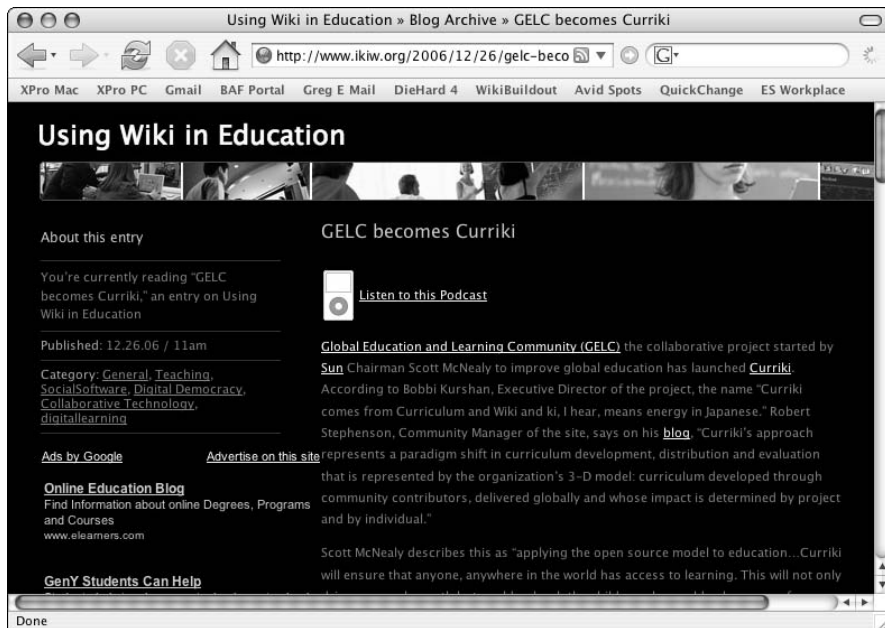 Using Wiki in Education » Blog Archive » GELC becomes Curriki
http://www.ikiw.org/2006/12/26/gelc-beco
G
XPro Mac XPro PC Gmail BAF Portal Greg E Mail DieHard 4 WikiBuildout Avid Spots QuickChange ES Workplace
Using Wiki in Education
About this entry
You're currently reading "GELC
becomes Curriki," an entry on Using
Wiki in Education
Published: 12.26.06 / 11am
Category: General, Teaching,
SocialSoftware, Digital Democracy,
Collaborative Technology,
digitallearning
Ads by Google Advertise on this site
Online Education Blog
Find Information about online Degrees, Programs
and Courses
www.elearners.com
GenY Students Can Help
GELC becomes Curriki
Listen to this Podcast
Global Education and Learning Community (GELC) the collaborative project started by
Sun Chairman Scott McNealy to improve global education has launched Curriki.
According to Bobbi Kurshan, Executive Director of the project, the name "Curriki
comes from Curriculum and Wiki and ki, I hear, means energy in Japanese." Robert
Stephenson, Community Manager of the site, says on his blog, "Curriki's approach
represents a paradigm shift in curriculum development, distribution and evaluation
that is represented by the organization's 3-D model: curriculum developed through
community contributors, delivered globally and whose impact is determined by project
and by individual."
Scott McNealy describes this as "applying the open source model to education...Curriki
will ensure that anyone, anywhere in the world has access to learning. This will not only
Done